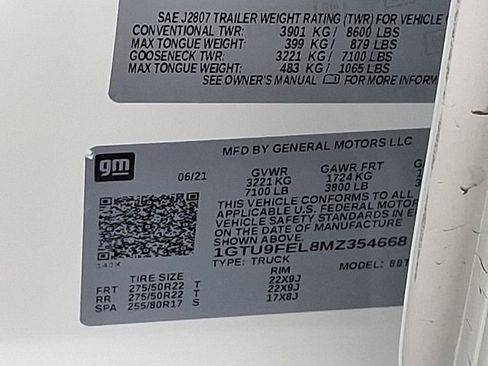 SAE J2807 TRAILER WEIGHT RATING (TWR) FOR VEHICLE
CONVENTIONAL TWR: 3901 KG / 8600 LBS
MAX TONGUE WEIGHT: 399 KG / 879 LBS
GOOSENECK TWR: 3221 KG / 7100 LBS
MAX TONGUE WEIGHT: 483 KG / 1065 LBS
SEE OWNER'S MANUAL FOR MORE INFORM
MFD BY GENERAL MOTORS LLC
gm
06/21 GVWR GAWR FRT GA
3221 KG 1724 KG
7100 LB 3800 LB
THIS VEHICLE CONFORMS TO ALL
APPLICABLE U.S. FEDERAL MOTOR
VEHICLE SAFETY STANDARDS IN E
ON THE DATE OF MANUFACTURE
SHOWN ABOVE.
1GTU9FEL8MZ354668
TYPE: TRUCK MODEL:
TIRE SIZE RIM
FRT 275/50R22 T 22X9J
RR 275/50R22 T 22X9J
SPA 255/80R17 S 17X8J